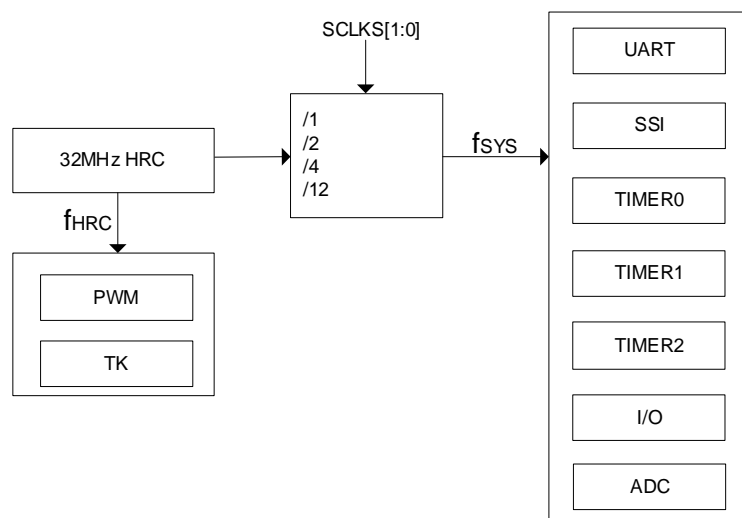 SCLKS[1:0]
32MHz HRC
/1
/2
/4
/12
fSYS
fHRC
PWM
TK
UART
SSI
TIMER0
TIMER1
TIMER2
I/O
ADC